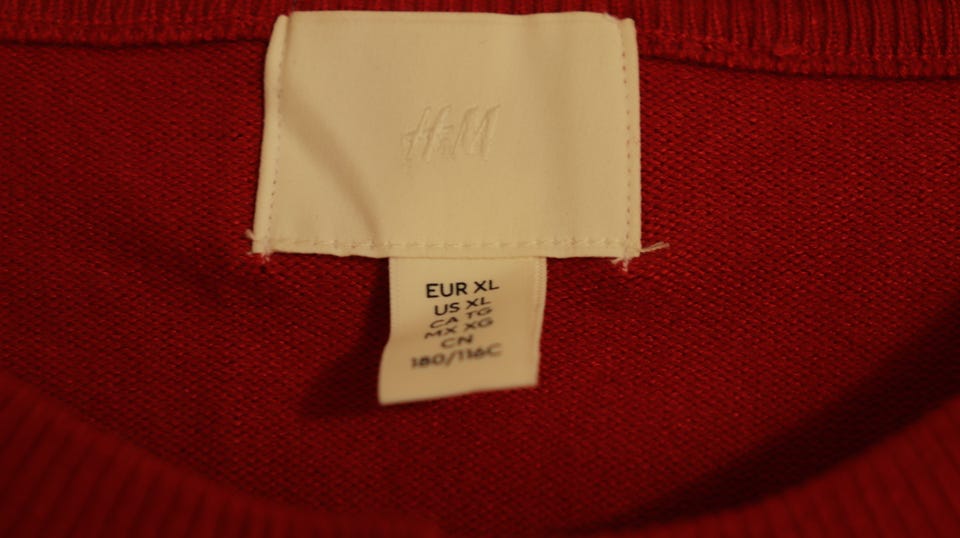 H&M
EUR XL
US XL
CA TG
MX XG
CN
180/116C